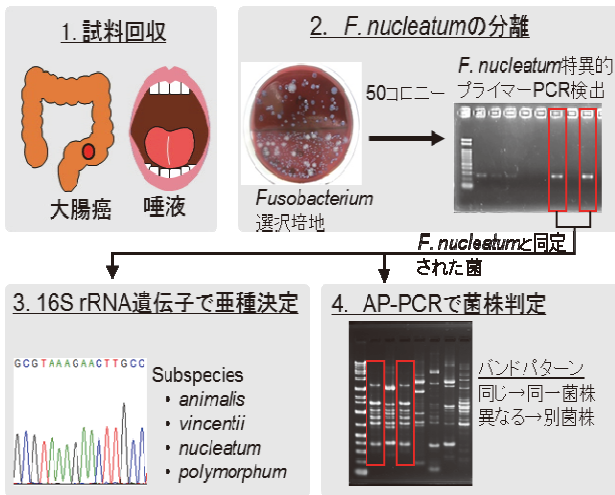 1. 試料回収
大腸癌
唾液
2. F. nucleatumの分離
50コロニー
F. nucleatum特異的
プライマーPCR検出
Fusobacterium
選択培地
F. nucleatumと同定
された菌
3. 16S rRNA遺伝子で亜種決定
GCGTAAAGAACTTGCC
Subspecies
• animalis
• vincentii
• nucleatum
• polymorphum
4. AP-PCRで菌株判定
バンドパターン
同じ→同一菌株
異なる→別菌株